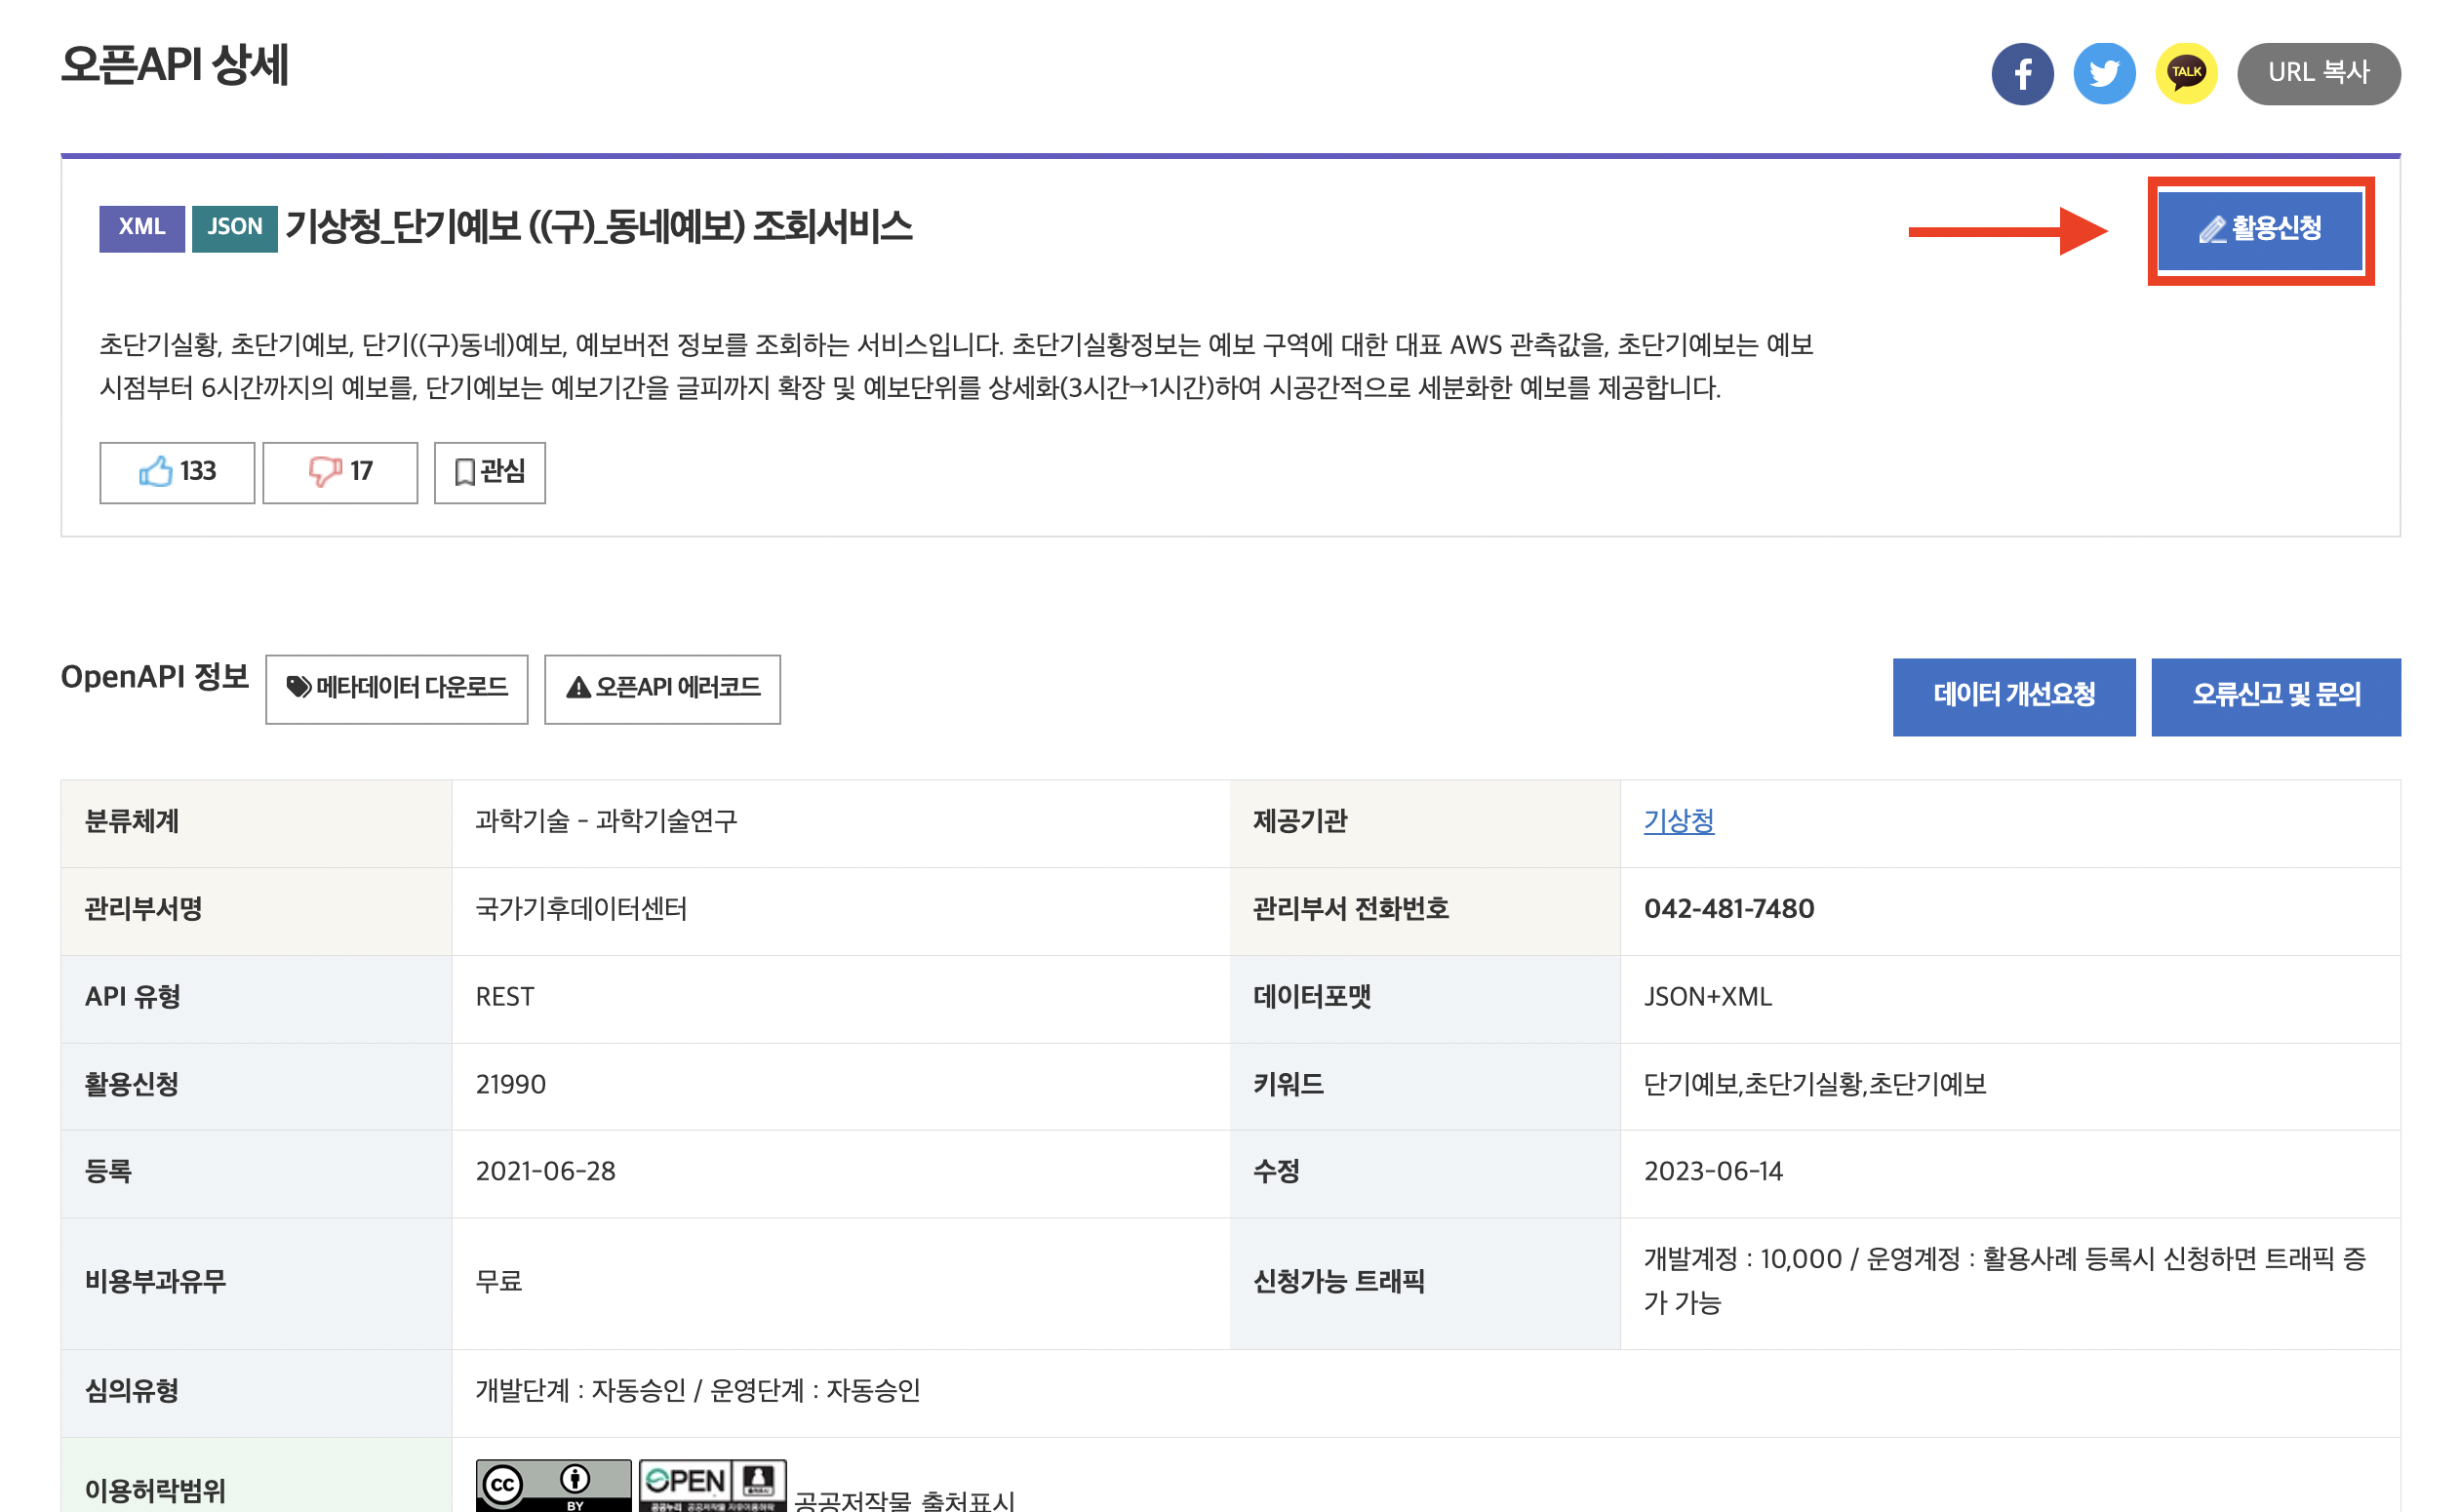 오픈API 상세
TALK
URL 복사
XML JSON 기상청_단기예보 ((구)_동네예보) 조회서비스
활용신청
초단기실황, 초단기예보, 단기((구)동네)예보, 예보버전 정보를 조회하는 서비스입니다. 초단기실황정보는 예보 구역에 대한 대표 AWS 관측값을, 초단기예보는 예보
시점부터 6시간까지의 예보를, 단기예보는 예보기간을 글피까지 확장 및 예보단위를 상세화(3시간→1시간)하여 시공간적으로 세분화한 예보를 제공합니다.
133 17 관심
OpenAPI 정보 메타데이터 다운로드 오픈API 에러코드 데이터 개선요청 오류신고 및 문의
분류체계 과학기술 - 과학기술연구 제공기관 기상청
관리부서명 국가기후데이터센터 관리부서 전화번호 042-481-7480
API 유형 REST 데이터포맷 JSON+XML
활용신청 21990 키워드 단기예보,초단기실황,초단기예보
등록 2021-06-28 수정 2023-06-14
비용부과유무 무료 신청가능 트래픽 개발계정 : 10,000 / 운영계정 : 활용사례 등록시 신청하면 트래픽 증
가 가능
심의유형 개발단계 : 자동승인 / 운영단계 : 자동승인
이용허락범위 cc BY OPEN 공공저작물 출처표시